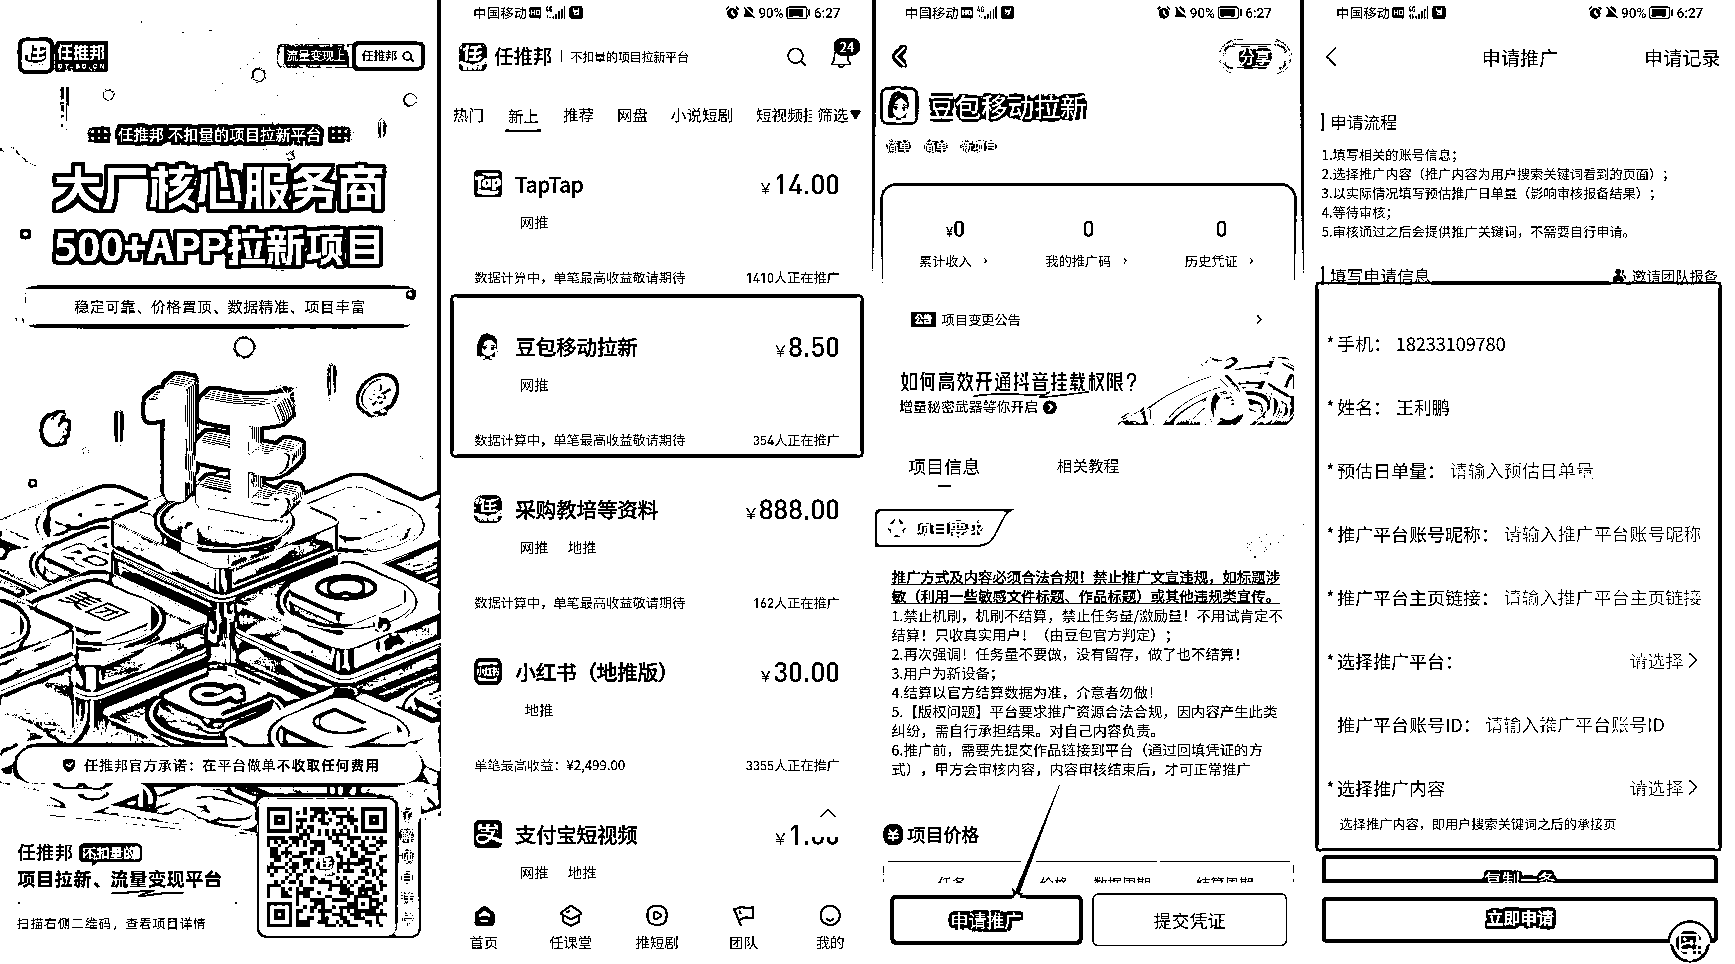 任推邦
RT.BD.CN
流量变现上
任推邦
任推邦 不扣量的项目拉新平台
大厂核心服务商
500+APP拉新项目
稳定可靠、价格置顶、数据精准、项目丰富
任
美团
任推邦官方承诺：在平台做单不收取任何费用
任推邦 不扣量的
项目拉新、流量变现平台
扫描右侧二维码，查看项目详情
中国移动 HD 90% 6:27
任推邦 | 不扣量的项目拉新平台
24
热门 新上 推荐 网盘 小说短剧 短视频拉 筛选▼
TapTap ¥14.00
网推
数据计算中，单笔最高收益敬请期待 1410人正在推广
豆包移动拉新 ¥8.50
网推
数据计算中，单笔最高收益敬请期待 354人正在推广
采购教培等资料 ¥888.00
网推 地推
数据计算中，单笔最高收益敬请期待 162人正在推广
小红书（地推版） ¥30.00
地推
单笔最高收益：¥2,499.00 3355人正在推广
支付宝短视频
网推 地推
首页 任课堂 推短剧 团队 我的
中国移动 HD 90% 6:27
分享
豆包移动拉新
简单 简单 新项目
¥0 0 0
累计收入 › 我的推广码 › 历史凭证 ›
公告 项目变更公告
如何高效开通抖音挂载权限？
增量秘密武器等你开启
项目信息 相关教程
项目要求
推广方式及内容必须合法合规！禁止推广文宣违规，如标题涉
敏（利用一些敏感文件标题、作品标题）或其他违规类宣传。
1.禁止机刷，机刷不结算，禁止任务量/激励量！不用试肯定不
结算！只收真实用户！（由豆包官方判定）；
2.再次强调！任务量不要做，没有留存，做了也不结算！
3.用户为新设备；
4.结算以官方结算数据为准，介意者勿做！
5.【版权问题】平台要求推广资源合法合规，因内容产生此类
纠纷，需自行承担结果。对自己内容负责。
6.推广前，需要先提交作品链接到平台（通过回填凭证的方
式），甲方会审核内容，内容审核结束后，才可正常推广
项目价格
任务 价格 数据周期 结算周期
申请推广 提交凭证
中国移动 HD 90% 6:27
申请推广 申请记录
申请流程
1.填写相关的账号信息；
2.选择推广内容（推广内容为用户搜索关键词看到的页面）；
3.以实际情况填写预估推广日单量（影响审核报备结果）；
4.等待审核；
5.审核通过之后会提供推广关键词，不需要自行申请。
填写申请信息 邀请团队报备
* 手机： 18233109780
* 姓名： 王利鹏
* 预估日单量： 请输入预估日单量
* 推广平台账号昵称： 请输入推广平台账号昵称
* 推广平台主页链接： 请输入推广平台主页链接
* 选择推广平台： 请选择
推广平台账号ID： 请输入推广平台账号ID
* 选择推广内容 请选择
选择推广内容，即用户搜索关键词之后的承接页
复制一条
立即申请